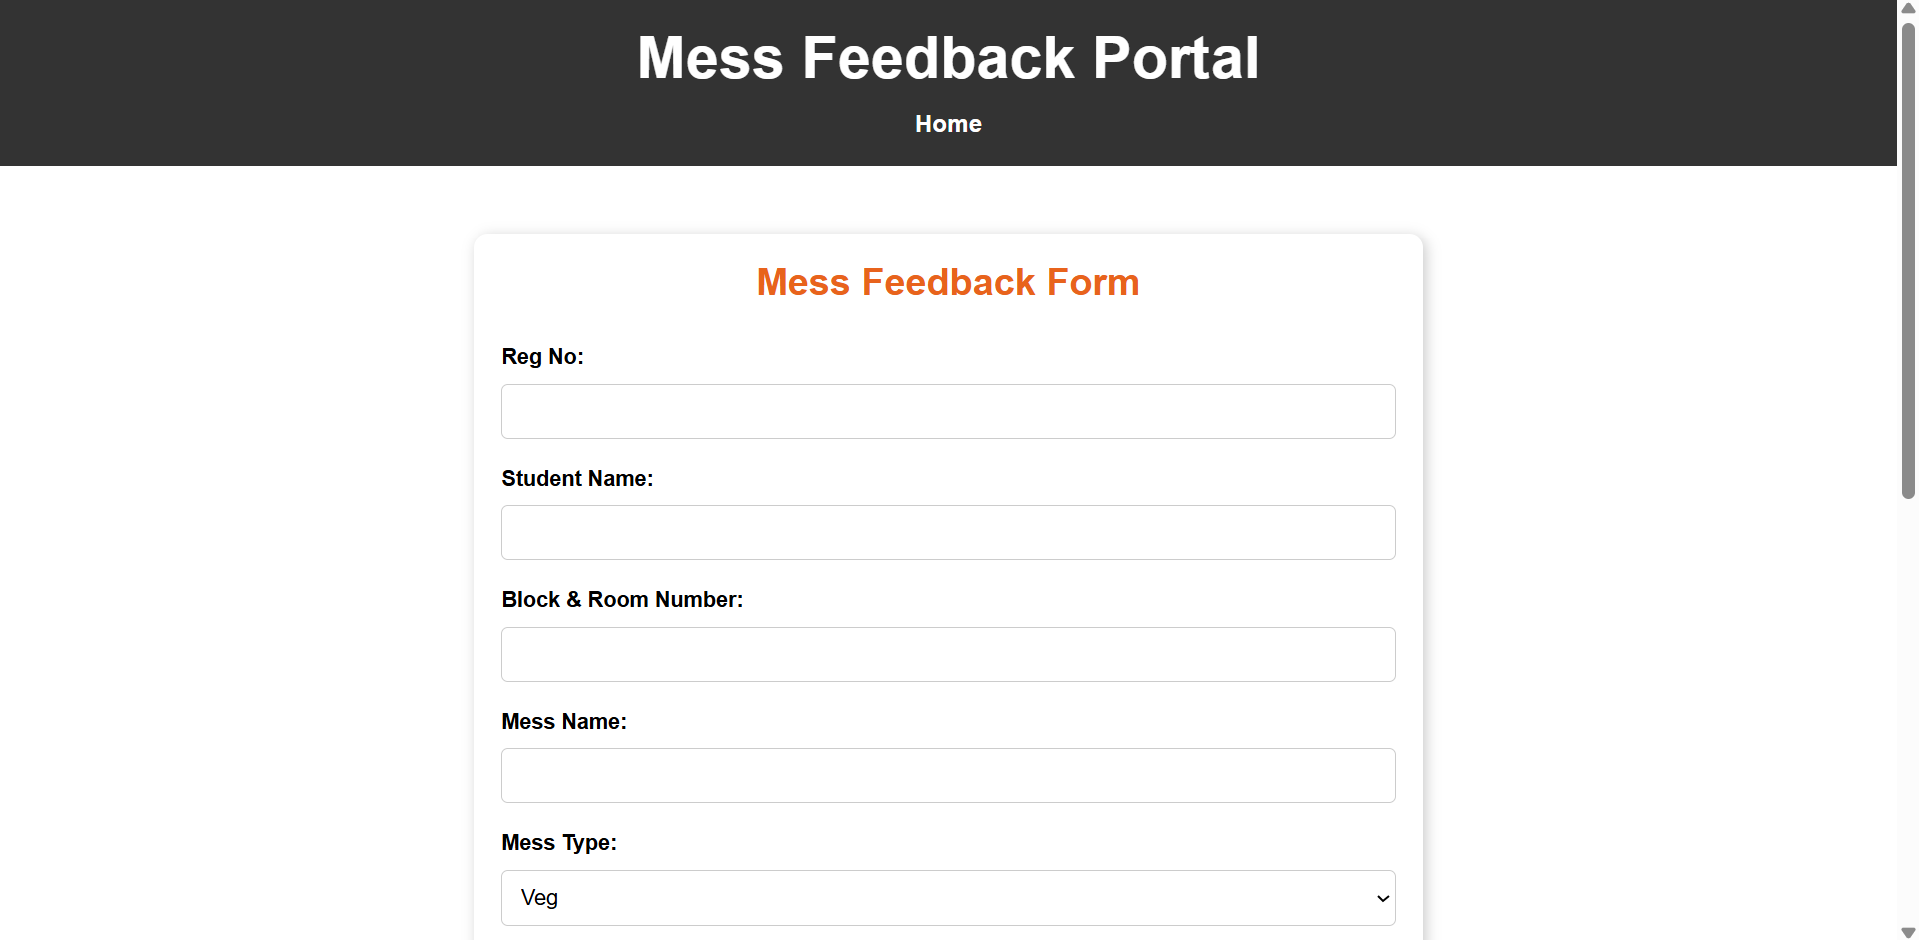 Mess Feedback Portal
Home
Mess Feedback Form
Reg No:
Student Name:
Block & Room Number:
Mess Name:
Mess Type:
Veg